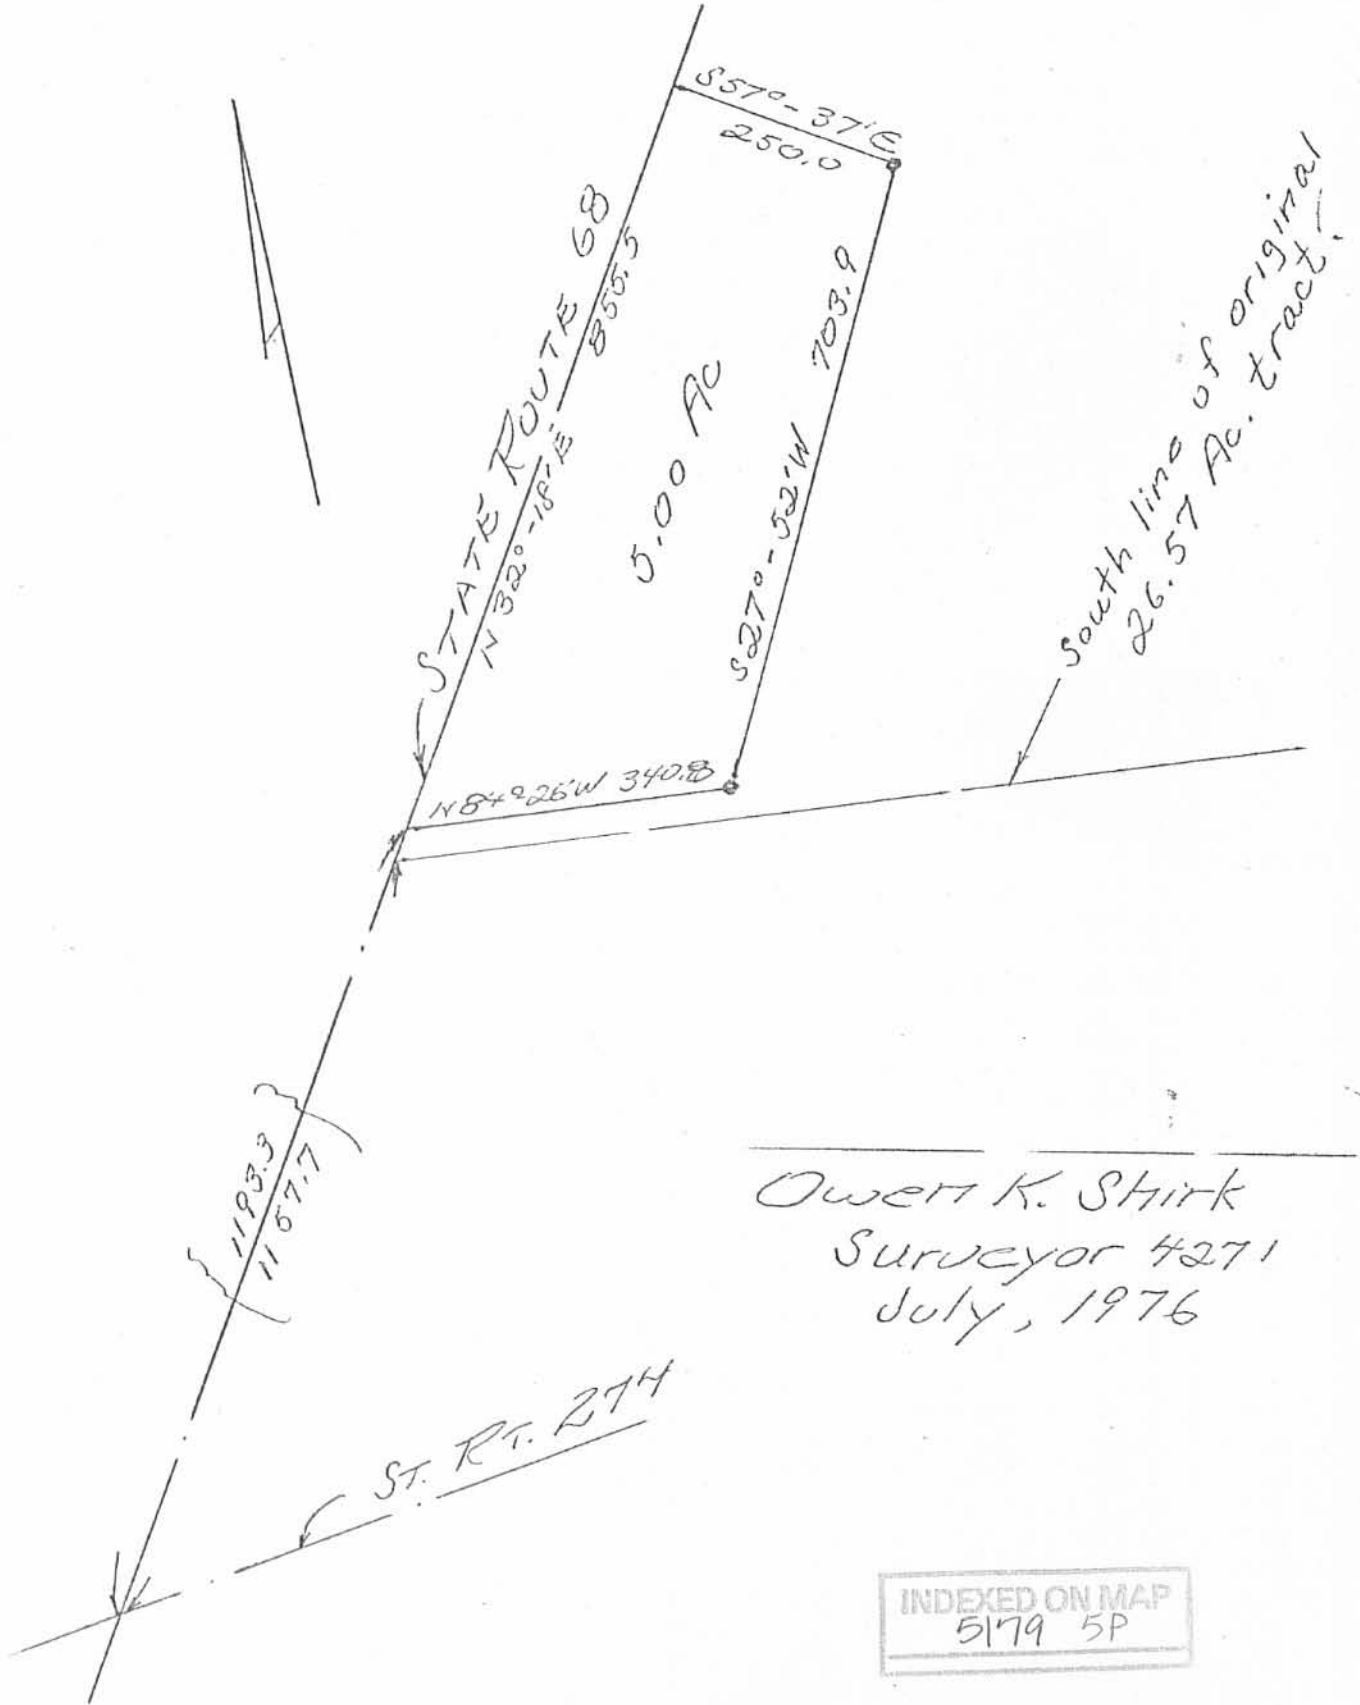 S57°-37'E
250.0
STATE ROUTE 68
N32°-18'E 855.5
5.00 Ac
703.9
S27°-52'W
South line of original
26.57 Ac. tract.
N84°26'W 340.8
1193.3
1157.7
Owen K. Shirk
Surveyor 4271
July, 1976
ST. RT. 274
INDEXED ON MAP
5179 5P